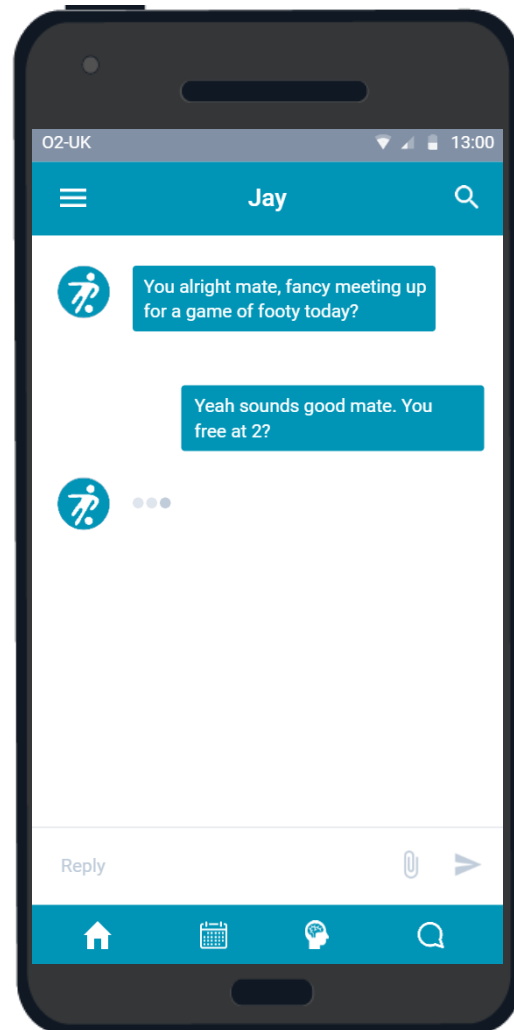 O2-UK 13:00
Jay
You alright mate, fancy meeting up
for a game of footy today?
Yeah sounds good mate. You
free at 2?
Reply